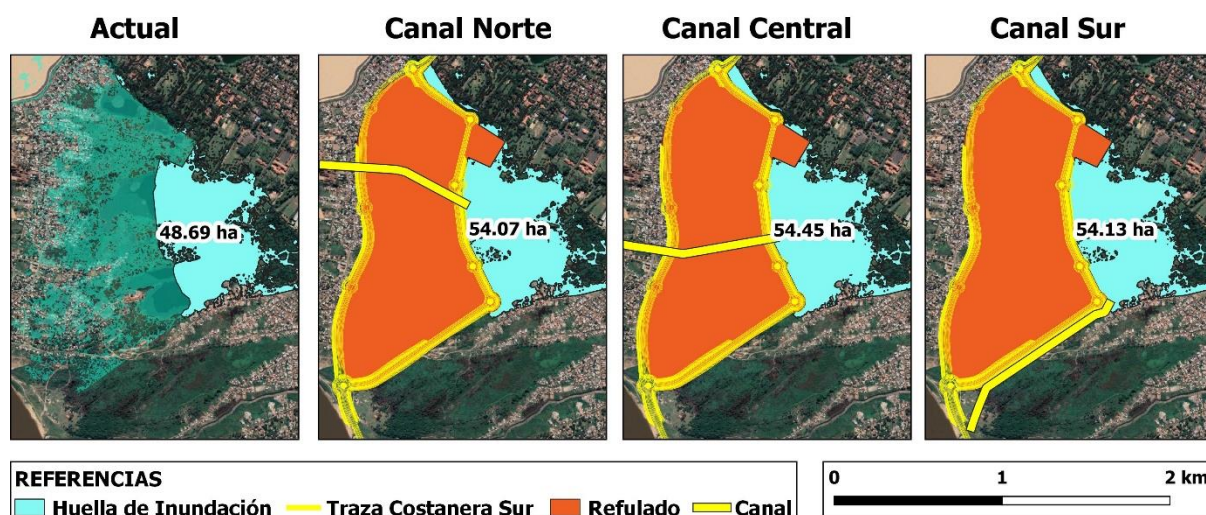 Actual
Canal Norte
Canal Central
Canal Sur
48.69 ha
54.07 ha
54.45 ha
54.13 ha
REFERENCIAS
Huella de Inundación
Traza Costanera Sur
Refulado
Canal
0 1 2 km